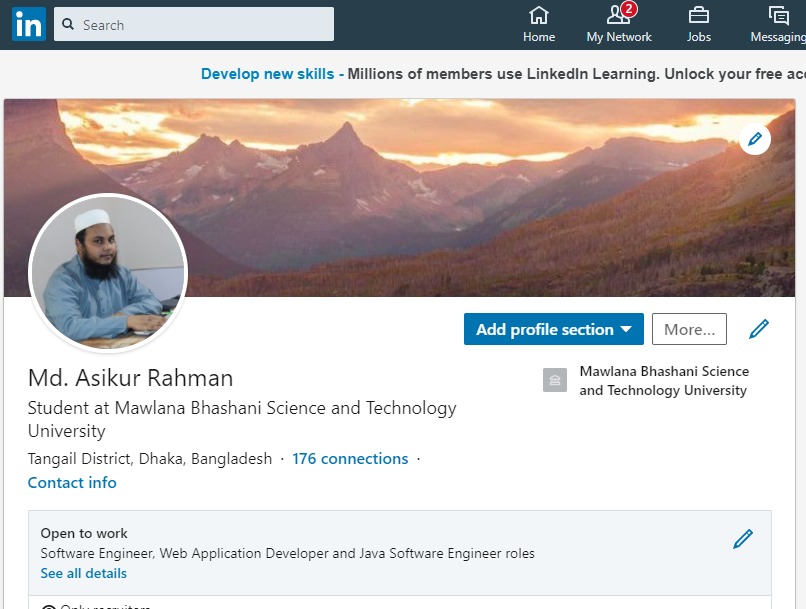 in
Search
2
Home
My Network
Jobs
Messaging
Develop new skills - Millions of members use LinkedIn Learning. Unlock your free
Add profile section
More...
Md. Asikur Rahman
Mawlana Bhashani Science
and Technology University
Student at Mawlana Bhashani Science and Technology
University
Tangail District, Dhaka, Bangladesh · 176 connections ·
Contact info
Open to work
Software Engineer, Web Application Developer and Java Software Engineer roles
See all details
Only recruiters